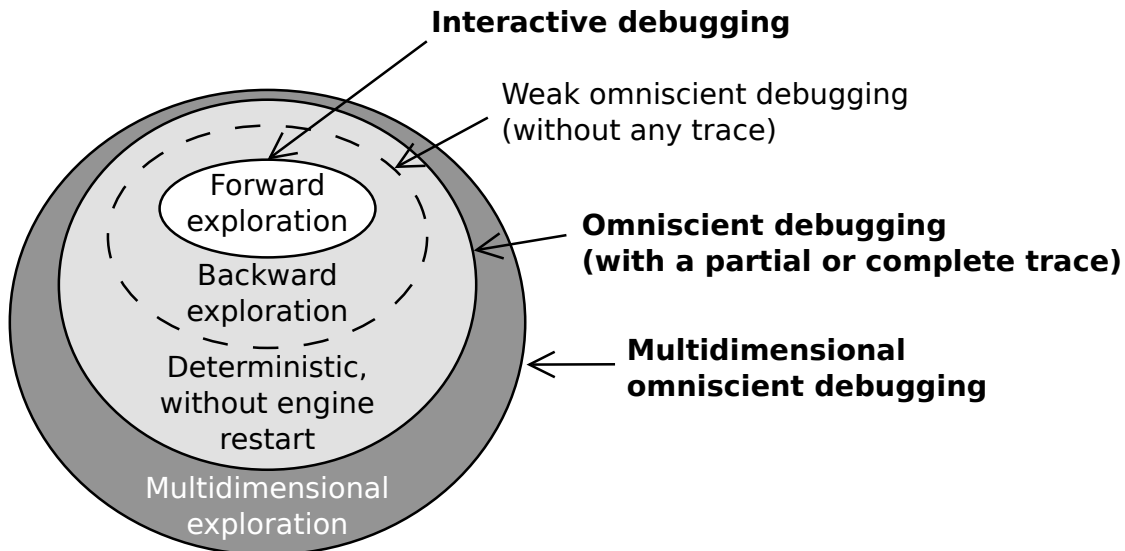 Interactive debugging
Weak omniscient debugging
(without any trace)
Forward
exploration
Omniscient debugging
(with a partial or complete trace)
Backward
exploration
Multidimensional
omniscient debugging
Deterministic,
without engine
restart
Multidimensional
exploration